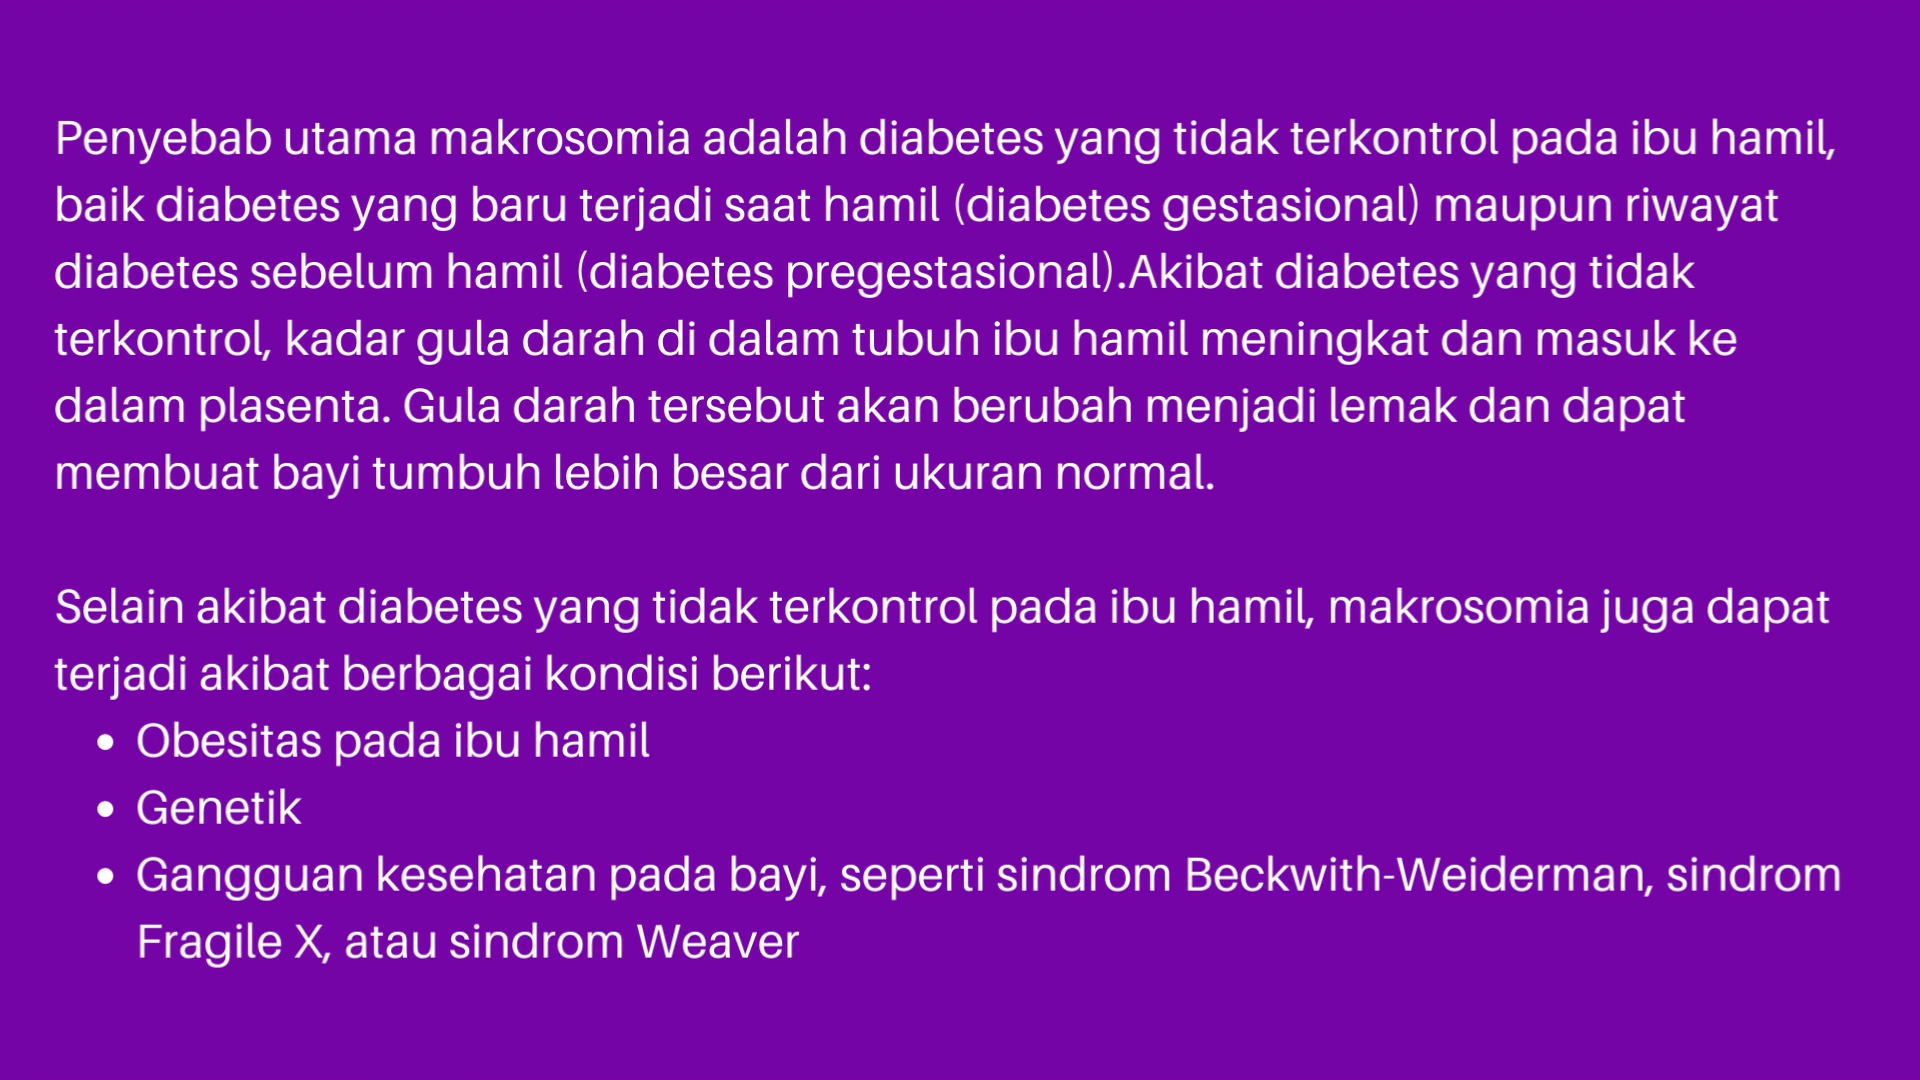 Penyebab utama makrosomia adalah diabetes yang tidak terkontrol pada ibu hamil,
baik diabetes yang baru terjadi saat hamil (diabetes gestasional) maupun riwayat
diabetes sebelum hamil (diabetes pregestasional).Akibat diabetes yang tidak
terkontrol, kadar gula darah di dalam tubuh ibu hamil meningkat dan masuk ke
dalam plasenta. Gula darah tersebut akan berubah menjadi lemak dan dapat
membuat bayi tumbuh lebih besar dari ukuran normal.
Selain akibat diabetes yang tidak terkontrol pada ibu hamil, makrosomia juga dapat
terjadi akibat berbagai kondisi berikut:
• Obesitas pada ibu hamil
• Genetik
• Gangguan kesehatan pada bayi, seperti sindrom Beckwith-Weiderman, sindrom
Fragile X, atau sindrom Weaver